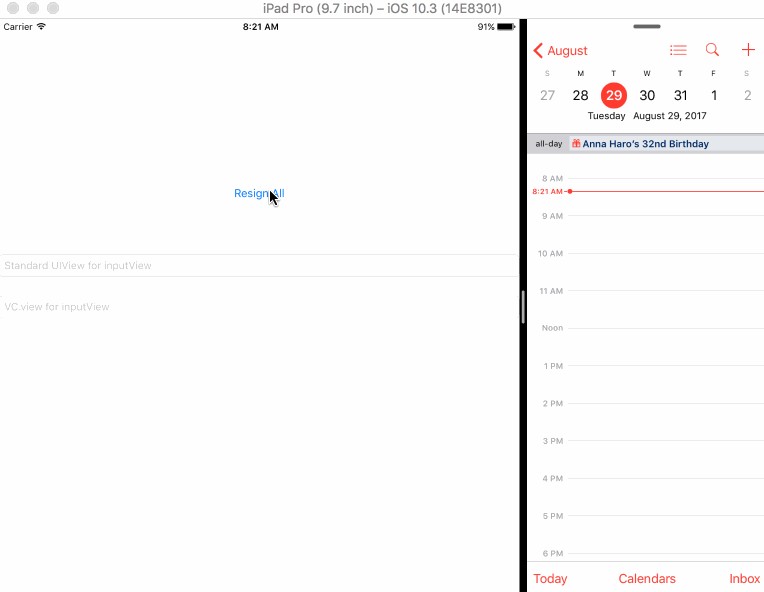 iPad Pro (9.7 inch) – iOS 10.3 (14E8301)
Carrier 8:21 AM 91%
Resign All
Standard UIView for inputView
VC.view for inputView
August
S M T W T F S
27 28 29 30 31 1 2
Tuesday August 29, 2017
all-day Anna Haro's 32nd Birthday
8 AM
8:21 AM
9 AM
10 AM
11 AM
Noon
1 PM
2 PM
3 PM
4 PM
5 PM
6 PM
Today Calendars Inbox